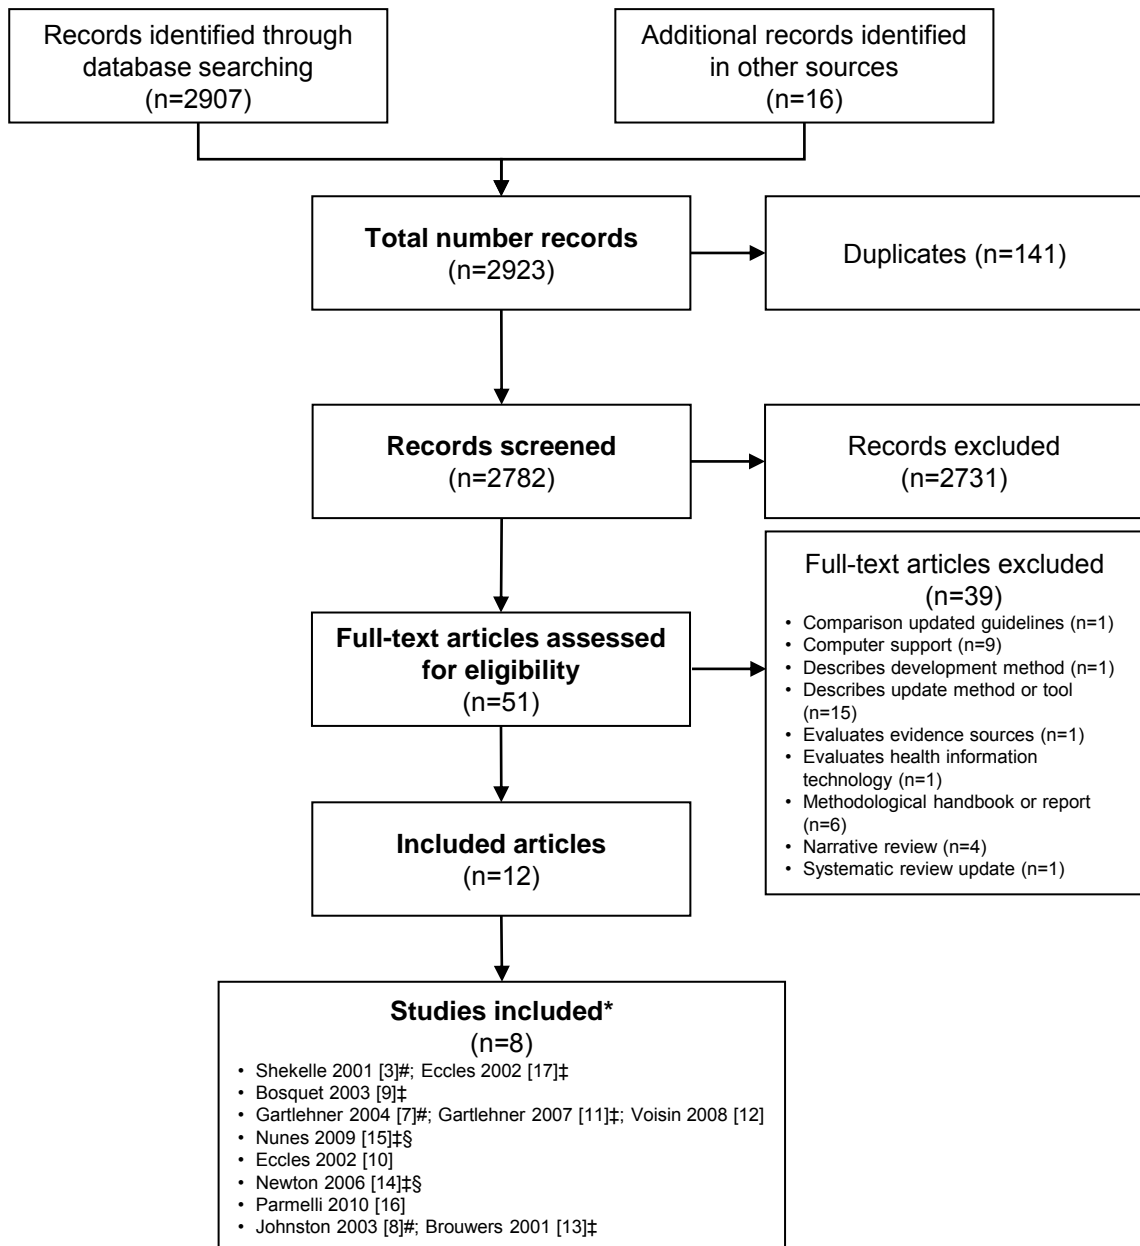 Records identified through
database searching
(n=2907)
Additional records identified
in other sources
(n=16)
Total number records
(n=2923)
Duplicates (n=141)
Records screened
(n=2782)
Records excluded
(n=2731)
Full-text articles assessed
for eligibility
(n=51)
Full-text articles excluded
(n=39)
• Comparison updated guidelines (n=1)
• Computer support (n=9)
• Describes development method (n=1)
• Describes update method or tool
(n=15)
• Evaluates evidence sources (n=1)
• Evaluates health information
technology (n=1)
• Methodological handbook or report
(n=6)
• Narrative review (n=4)
• Systematic review update (n=1)
Included articles
(n=12)
Studies included*
(n=8)
• Shekelle 2001 [3]#; Eccles 2002 [17]‡
• Bosquet 2003 [9]‡
• Gartlehner 2004 [7]#; Gartlehner 2007 [11]‡; Voisin 2008 [12]
• Nunes 2009 [15]‡§
• Eccles 2002 [10]
• Newton 2006 [14]‡§
• Parmelli 2010 [16]
• Johnston 2003 [8]#; Brouwers 2001 [13]‡